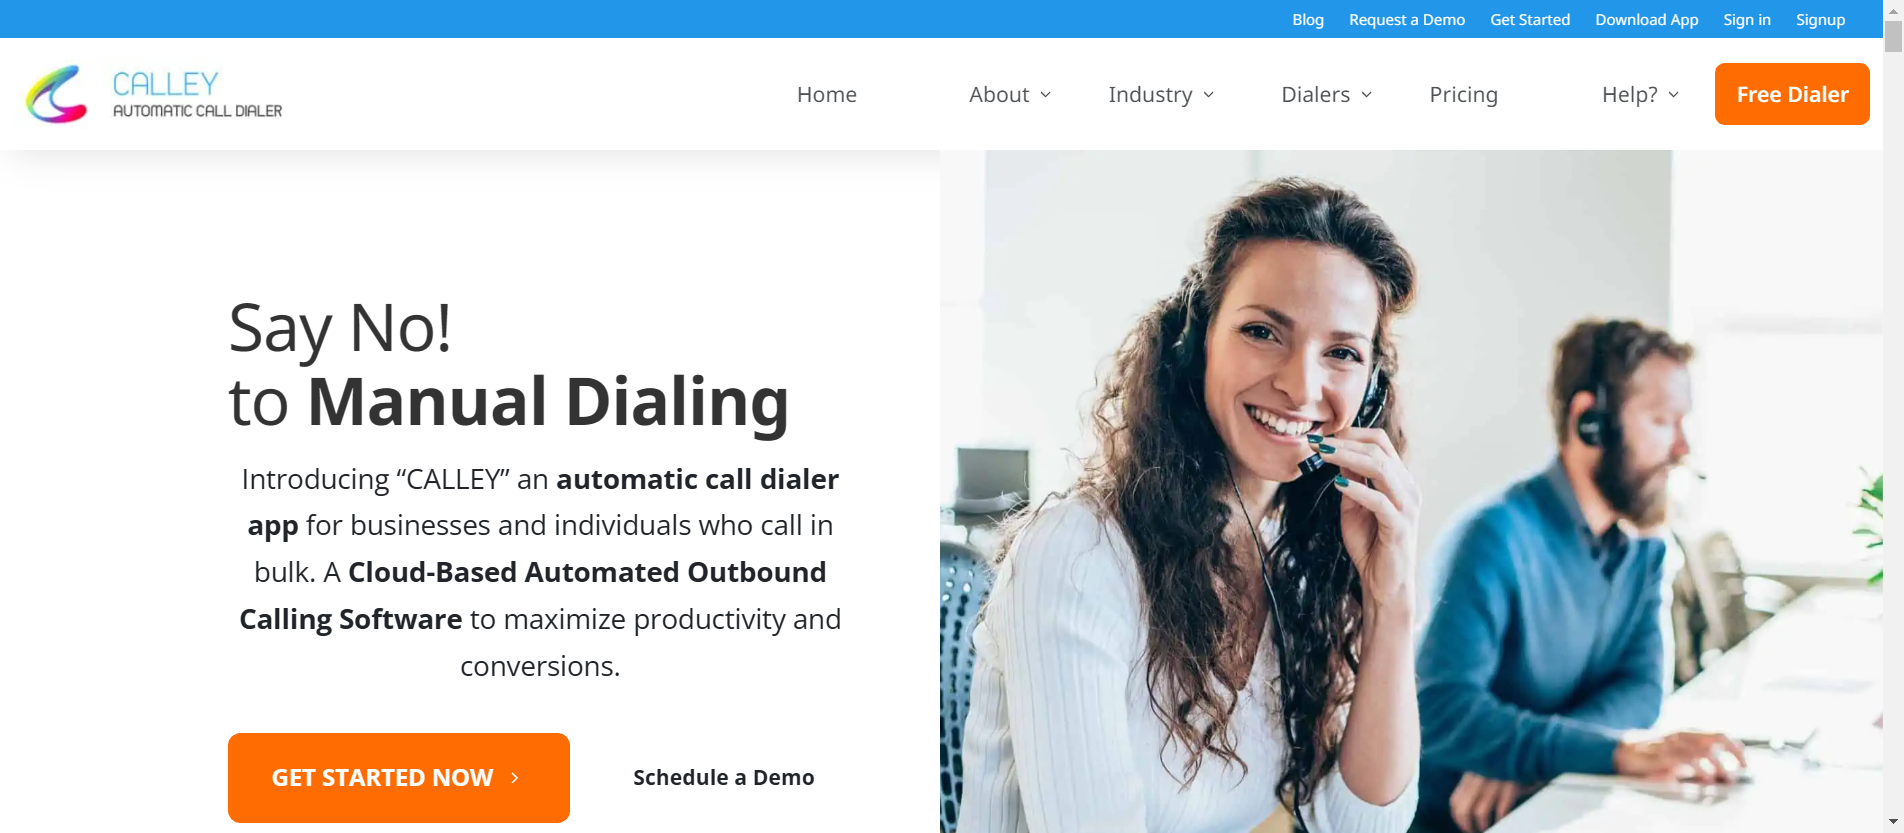 Blog Request a Demo Get Started Download App Sign in Signup
CALLEY
AUTOMATIC CALL DIALER
Home About Industry Dialers Pricing Help? Free Dialer
Say No!
to Manual Dialing
Introducing “CALLEY” an automatic call dialer
app for businesses and individuals who call in
bulk. A Cloud-Based Automated Outbound
Calling Software to maximize productivity and
conversions.
GET STARTED NOW
Schedule a Demo